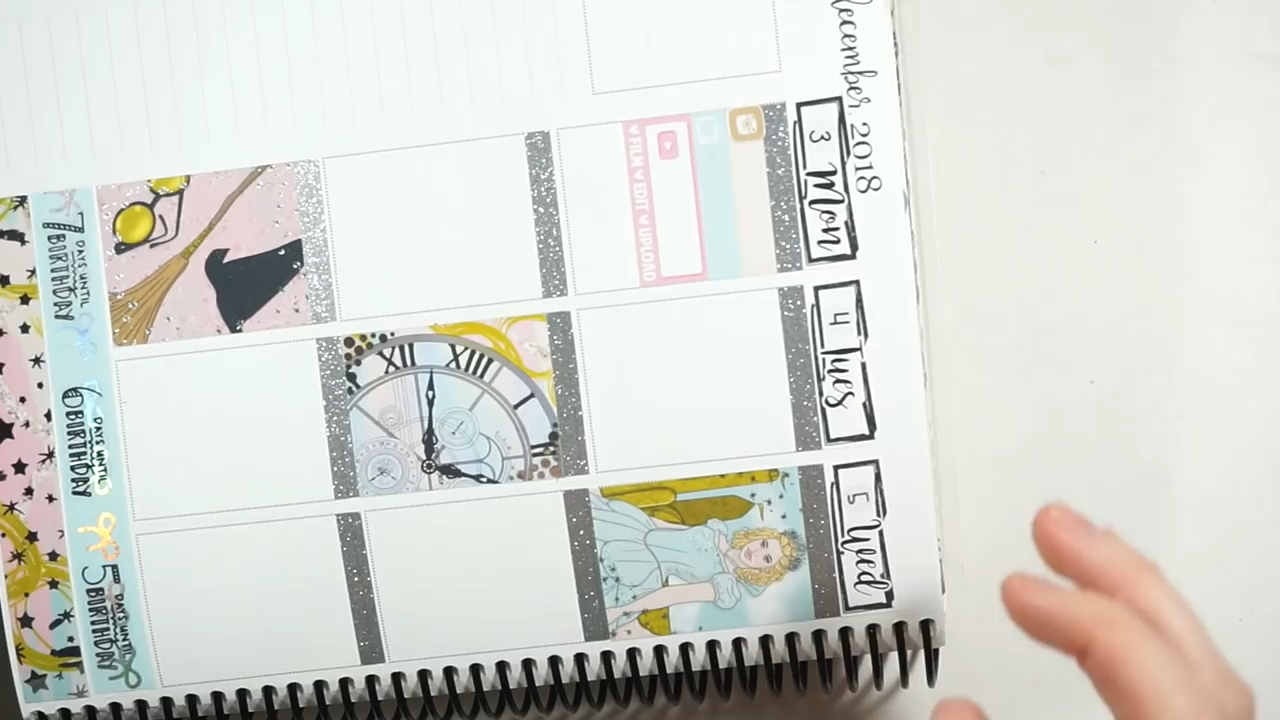 December, 2018
3 Mon
♥ FILM ♥ EDIT ♥ UPLOAD
7 DAYS UNTIL
BIRTHDAY
4 Tues
XII XIII I
6 DAYS UNTIL
BIRTHDAY
5 Wed
5 DAYS UNTIL
BIRTHDAY